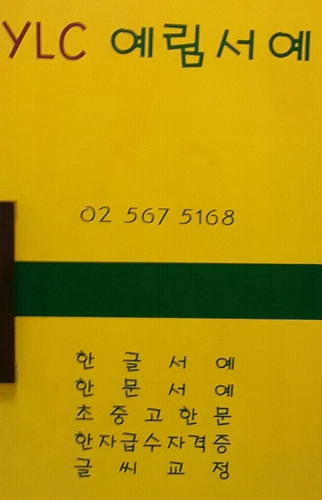 YLC 예림서예
02 567 5168
한글서예
한문서예
초중고한문
한자급수자격증
글씨교정